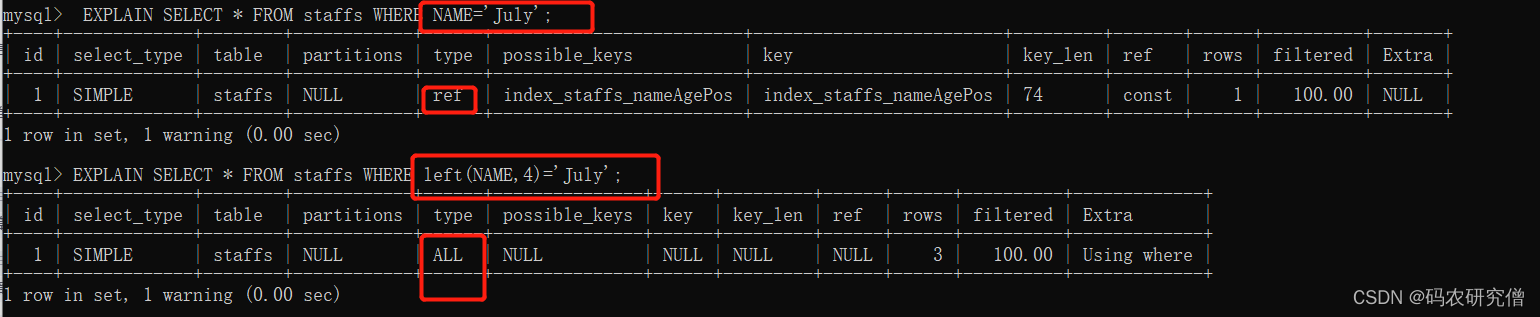 mysql> EXPLAIN SELECT * FROM staffs WHERE NAME='July';
| id | select_type | table | partitions | type | possible_keys | key | key_len | ref | rows | filtered | Extra |
| 1 | SIMPLE | staffs | NULL | ref | index_staffs_nameAgePos | index_staffs_nameAgePos | 74 | const | 1 | 100.00 | NULL |
1 row in set, 1 warning (0.00 sec)
mysql> EXPLAIN SELECT * FROM staffs WHERE left(NAME,4)='July';
| id | select_type | table | partitions | type | possible_keys | key | key_len | ref | rows | filtered | Extra |
| 1 | SIMPLE | staffs | NULL | ALL | NULL | NULL | NULL | NULL | 3 | 100.00 | Using where |
1 row in set, 1 warning (0.00 sec)
CSDN @码农研究僧